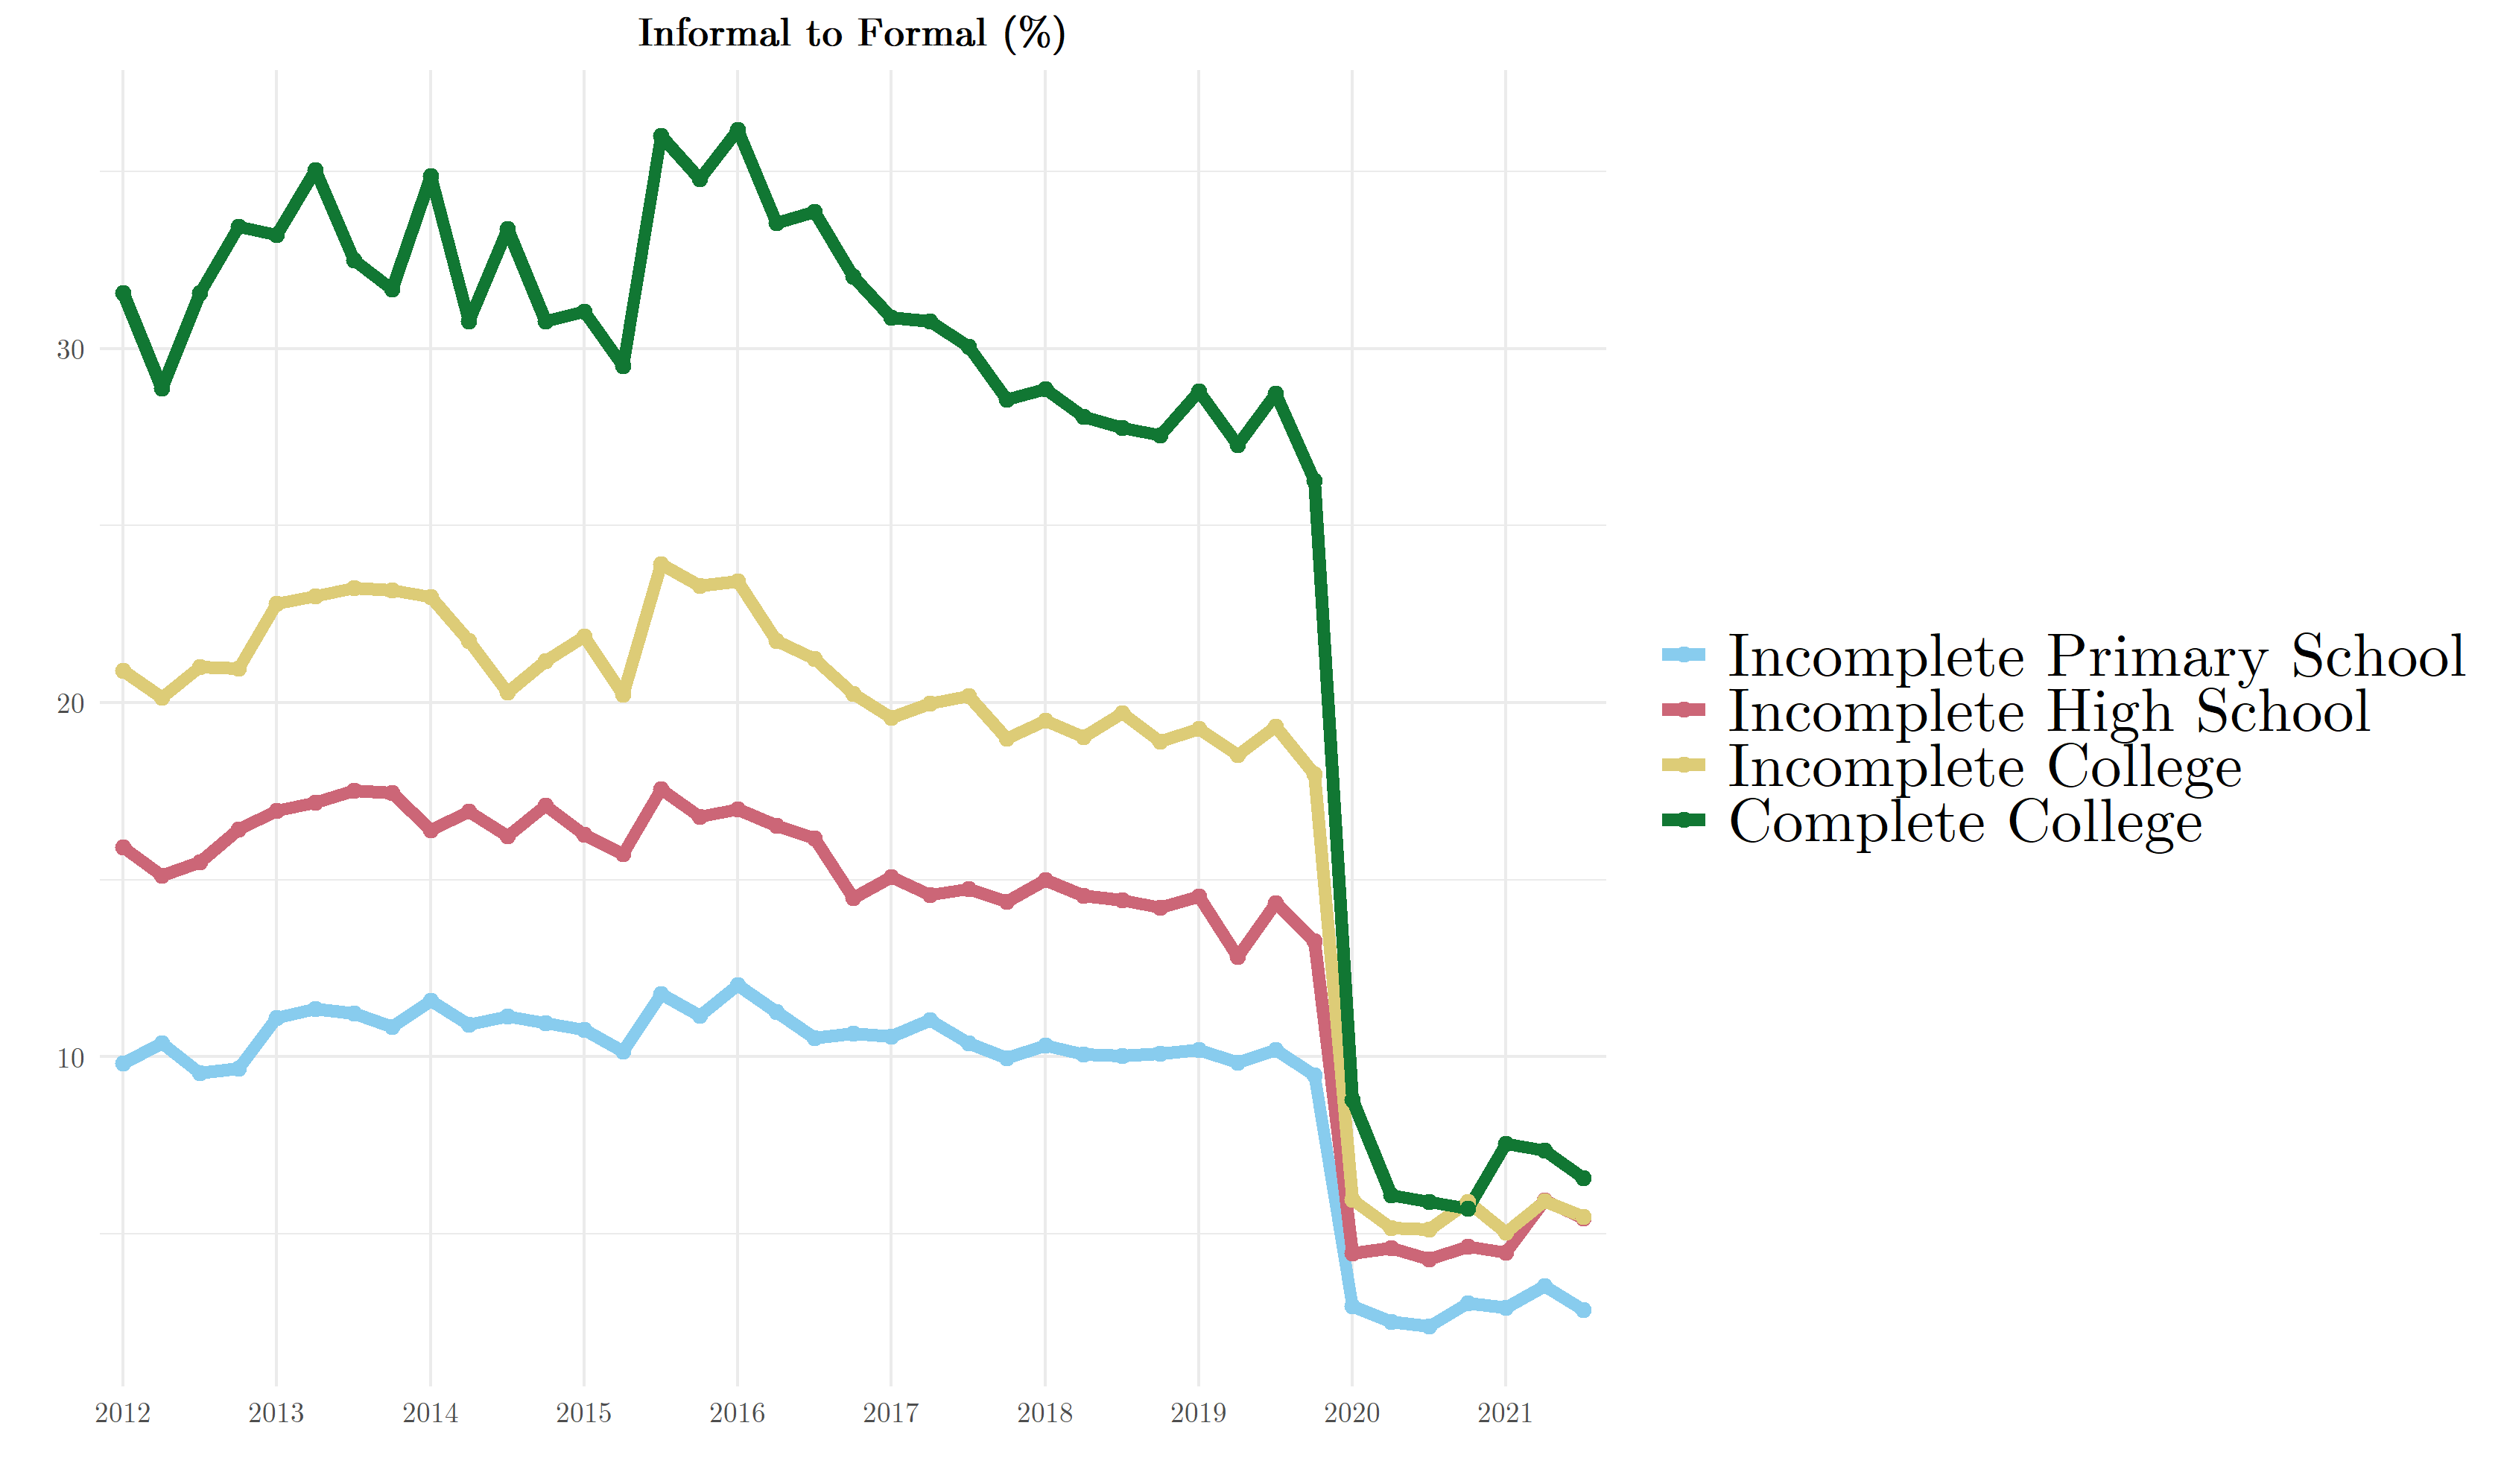 Informal to Formal (%)
30
20
10
2012 2013 2014 2015 2016 2017 2018 2019 2020 2021
Incomplete Primary School
Incomplete High School
Incomplete College
Complete College